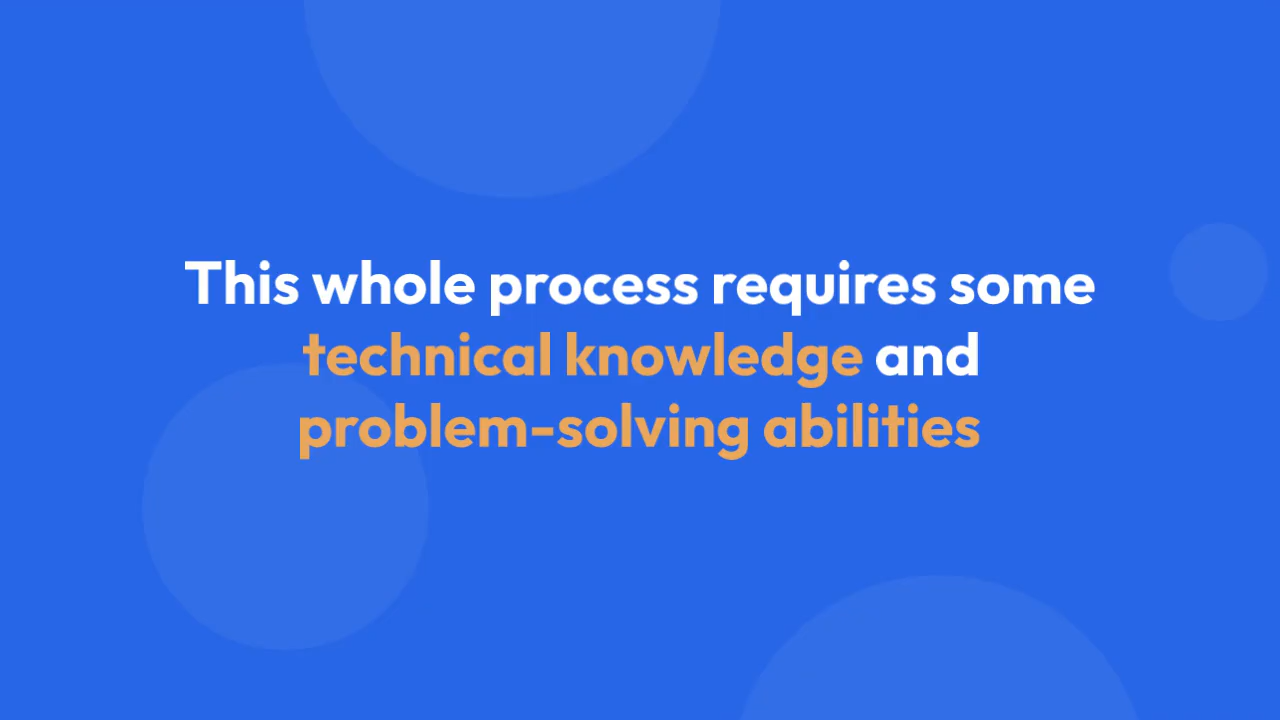 This whole process requires some
technical knowledge and
problem-solving abilities